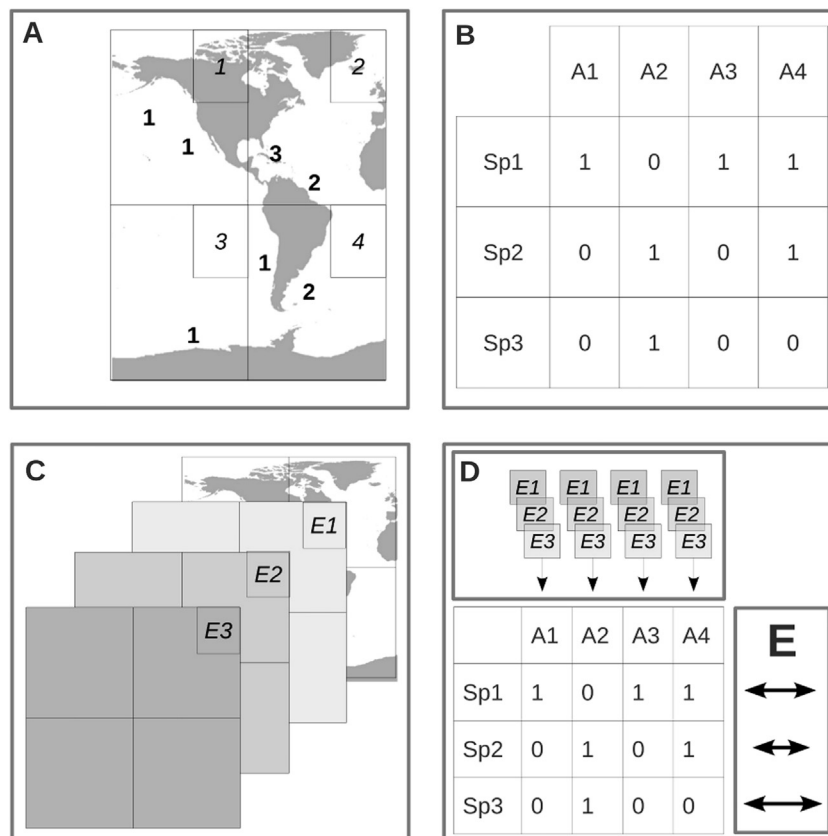 A
1
2
1
1
3
2
3
4
1
2
1
B
A1 A2 A3 A4
Sp1 1 0 1 1
Sp2 0 1 0 1
Sp3 0 1 0 0
C
E1
E2
E3
D
E1 E1 E1 E1
E2 E2 E2 E2
E3 E3 E3 E3
A1 A2 A3 A4
Sp1 1 0 1 1
Sp2 0 1 0 1
Sp3 0 1 0 0
E